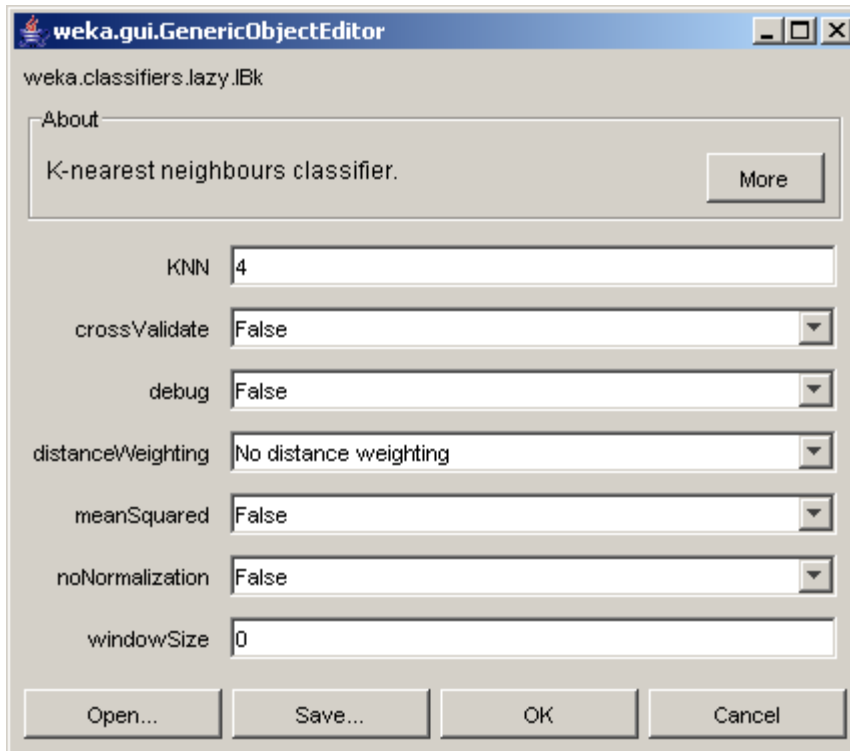 weka.gui.GenericObjectEditor
weka.classifiers.lazy.IBk
About
K-nearest neighbours classifier.
More
KNN 4
crossValidate False
debug False
distanceWeighting No distance weighting
meanSquared False
noNormalization False
windowSize 0
Open... Save... OK Cancel